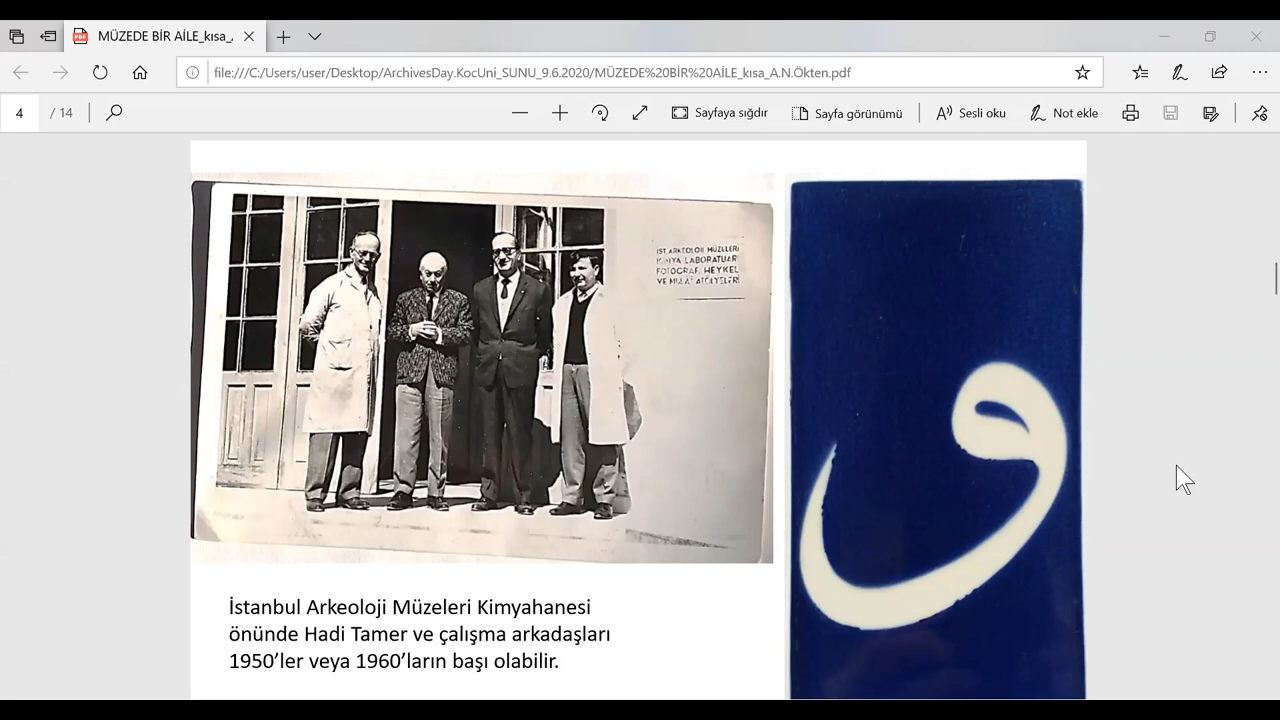 MÜZEDE BİR AİLE_kısa_
file:///C:/Users/user/Desktop/ArchivesDay.KocUni_SUNU_9.6.2020/MÜZEDE%20BİR%20AİLE_kısa_A.N.Ökten.pdf
4 / 14 Sayfaya sığdır Sayfa görünümü Sesli oku Not ekle
İST. ARKEOLOJİ MÜZELERİ
KİMYA LABORATUAR
FOTOGRAF, HEYKEL
VE MULAJ ATÖLYELERİ
و
İstanbul Arkeoloji Müzeleri Kimyahanesi
önünde Hadi Tamer ve çalışma arkadaşları
1950’ler veya 1960’ların başı olabilir.